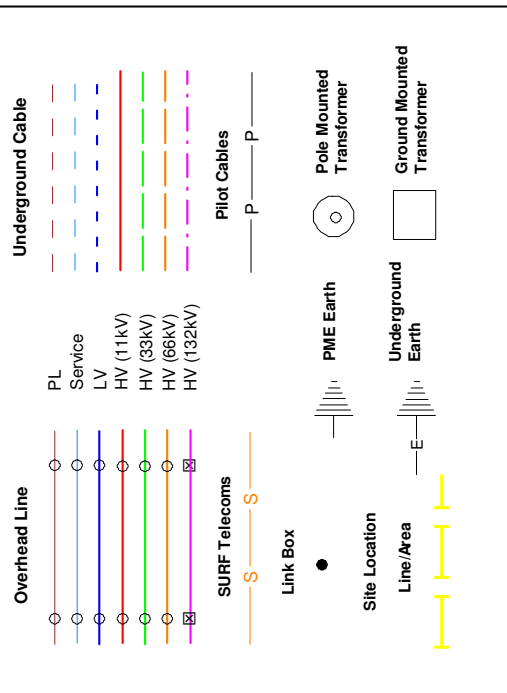 Overhead Line
Underground Cable
PL
Service
LV
HV (11kV)
HV (33kV)
HV (66kV)
HV (132kV)
SURF Telecoms
S
S
Pilot Cables
P
P
Link Box
PME Earth
Pole Mounted
Transformer
Site Location
Line/Area
E
Underground
Earth
Ground Mounted
Transformer